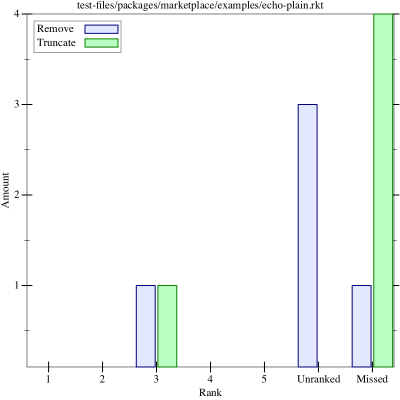 test-files/packages/marketplace/examples/echo-plain.rkt
Remove
Truncate
4
3
2
1
Amount
1 2 3 4 5 Unranked Missed
Rank